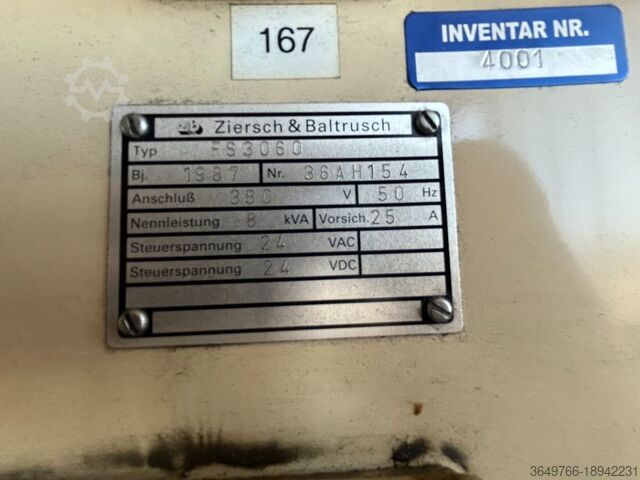 167
INVENTAR NR.
4001
Ziersch & Baltrusch
Typ FS3060
Bj. 1987 Nr. 36AH154
Anschluß 380 V 50 Hz
Nennleistung 8 kVA Vorsich. 25 A
Steuerspannung 24 VAC
Steuerspannung 24 VDC
3649766-18942231